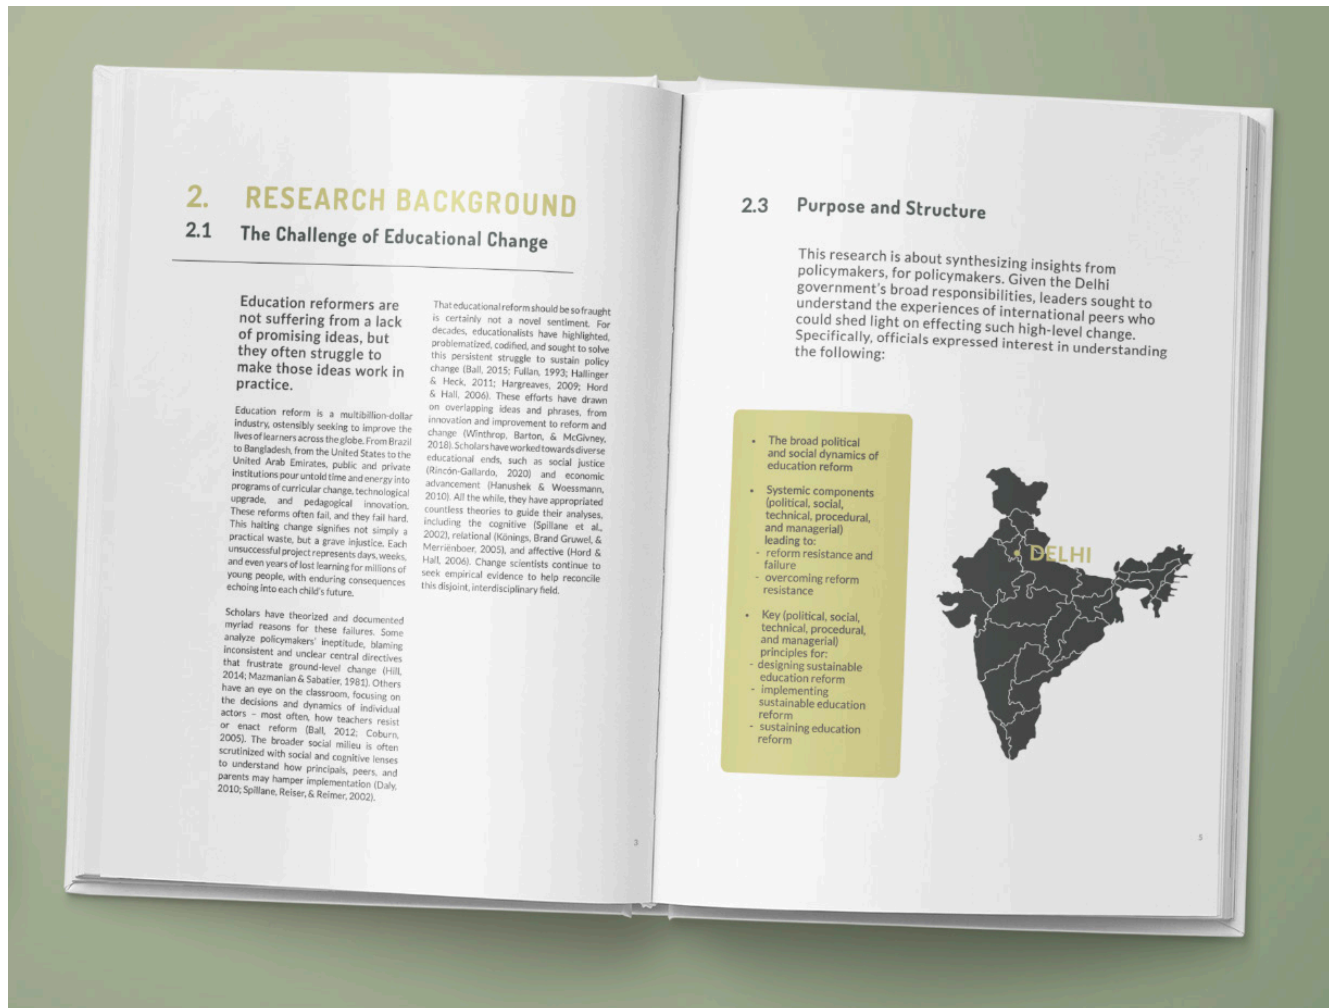 2. RESEARCH BACKGROUND
2.1 The Challenge of Educational Change
Education reformers are
not suffering from a lack
of promising ideas, but
they often struggle to
make those ideas work in
practice.
Education reform is a multibillion-dollar
industry, ostensibly seeking to improve the
lives of learners across the globe. From Brazil
to Bangladesh, from the United States to the
United Arab Emirates, public and private
institutions pour untold time and energy into
programs of curricular change, technological
upgrade, and pedagogical innovation.
These reforms often fail, and they fail hard.
This halting change signifies not simply a
practical waste, but a grave injustice. Each
unsuccessful project represents days, weeks,
and even years of lost learning for millions of
young people, with enduring consequences
echoing into each child's future.
Scholars have theorized and documented
myriad reasons for these failures. Some
analyze policymakers' ineptitude, blaming
inconsistent and unclear central directives
that frustrate ground-level change (Hill,
2014; Mazmanian & Sabatier, 1981). Others
have an eye on the classroom, focusing on
the decisions and dynamics of individual
actors – most often, how teachers resist
or enact reform (Ball, 2012; Coburn,
2005). The broader social milieu is often
scrutinized with social and cognitive lenses
to understand how principals, peers, and
parents may hamper implementation (Daly,
2010; Spillane, Reiser, & Reimer, 2002).
That educational reform should be so fraught
is certainly not a novel sentiment. For
decades, educationalists have highlighted,
problematized, codified, and sought to solve
this persistent struggle to sustain policy
change (Ball, 2015; Fullan, 1993; Hallinger
& Heck, 2011; Hargreaves, 2009; Hord
& Hall, 2006). These efforts have drawn
on overlapping ideas and phrases, from
innovation and improvement to reform and
change (Winthrop, Barton, & McGivney,
2018). Scholars have worked towards diverse
educational ends, such as social justice
(Rincón-Gallardo, 2020) and economic
advancement (Hanushek & Woessmann,
2010). All the while, they have appropriated
countless theories to guide their analyses,
including the cognitive (Spillane et al.,
2002), relational (Könings, Brand Gruwel, &
Merriënboer, 2005), and affective (Hord &
Hall, 2006). Change scientists continue to
seek empirical evidence to help reconcile
this disjoint, interdisciplinary field.
3
2.3 Purpose and Structure
This research is about synthesizing insights from
policymakers, for policymakers. Given the Delhi
government's broad responsibilities, leaders sought to
understand the experiences of international peers who
could shed light on effecting such high-level change.
Specifically, officials expressed interest in understanding
the following:
• The broad political
and social dynamics of
education reform
• Systemic components
(political, social,
technical, procedural,
and managerial)
leading to:
- reform resistance and
failure
- overcoming reform
resistance
• Key (political, social,
technical, procedural,
and managerial)
principles for:
- designing sustainable
education reform
- implementing
sustainable education
reform
- sustaining education
reform
DELHI
5